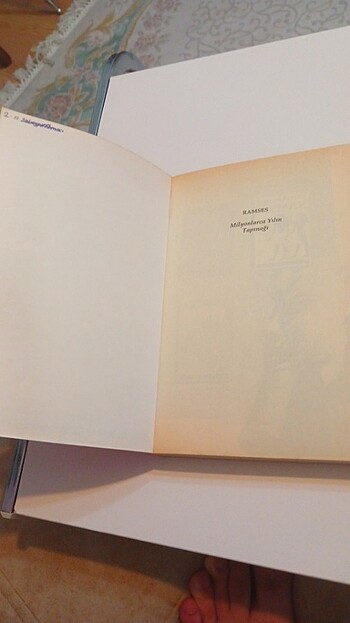 RAMSES
Milyonlarca Yılın
Tapınağı